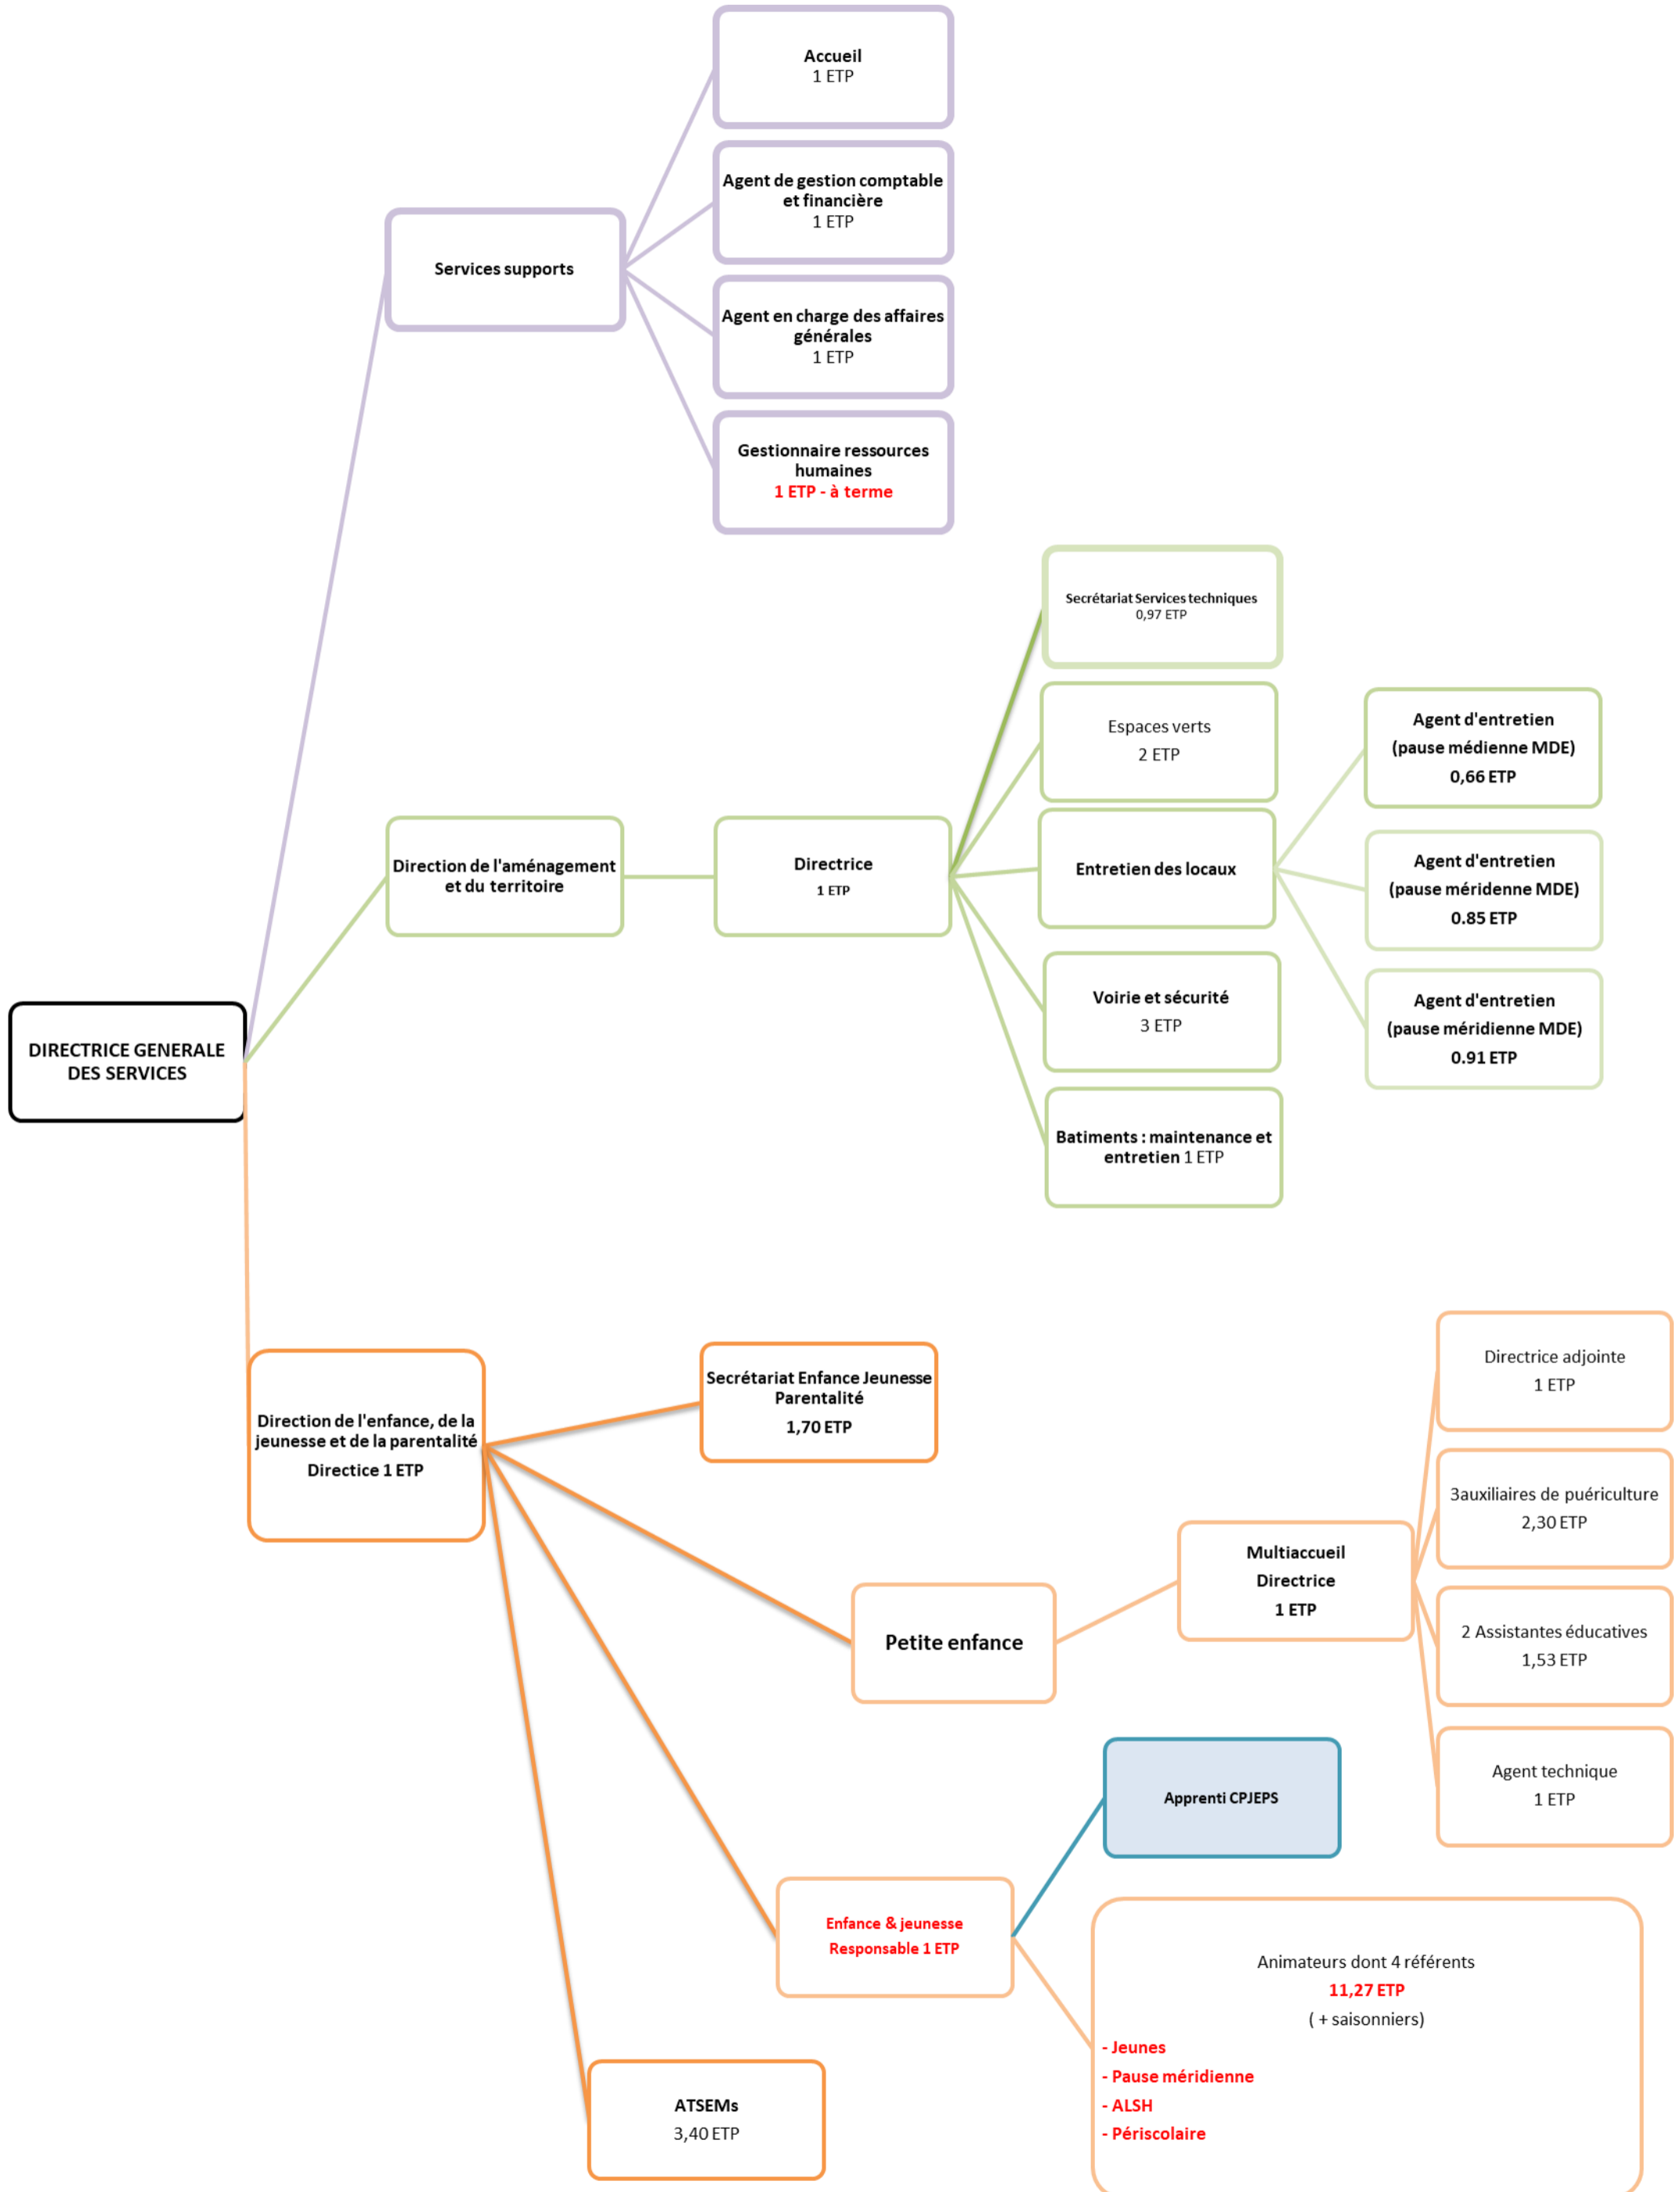 Accueil
1 ETP
Agent de gestion comptable
et financière
1 ETP
Services supports
Agent en charge des affaires
générales
1 ETP
Gestionnaire ressources
humaines
1 ETP - à terme
Secrétariat Services techniques
0,97 ETP
Espaces verts
2 ETP
Agent d'entretien
(pause médienne MDE)
0,66 ETP
Direction de l'aménagement
et du territoire
Directrice
1 ETP
Entretien des locaux
Agent d'entretien
(pause méridenne MDE)
0.85 ETP
Voirie et sécurité
3 ETP
Agent d'entretien
(pause méridienne MDE)
0.91 ETP
DIRECTRICE GENERALE
DES SERVICES
Batiments : maintenance et
entretien 1 ETP
Direction de l'enfance, de la
jeunesse et de la parentalité
Directice 1 ETP
Secrétariat Enfance Jeunesse
Parentalité
1,70 ETP
Petite enfance
Multiaccueil
Directrice
1 ETP
Directrice adjointe
1 ETP
3auxiliaires de puériculture
2,30 ETP
2 Assistantes éducatives
1,53 ETP
Agent technique
1 ETP
Apprenti CPJEPS
Enfance & jeunesse
Responsable 1 ETP
Animateurs dont 4 référents
11,27 ETP
( + saisonniers)
- Jeunes
- Pause méridienne
- ALSH
- Périscolaire
ATSEMs
3,40 ETP